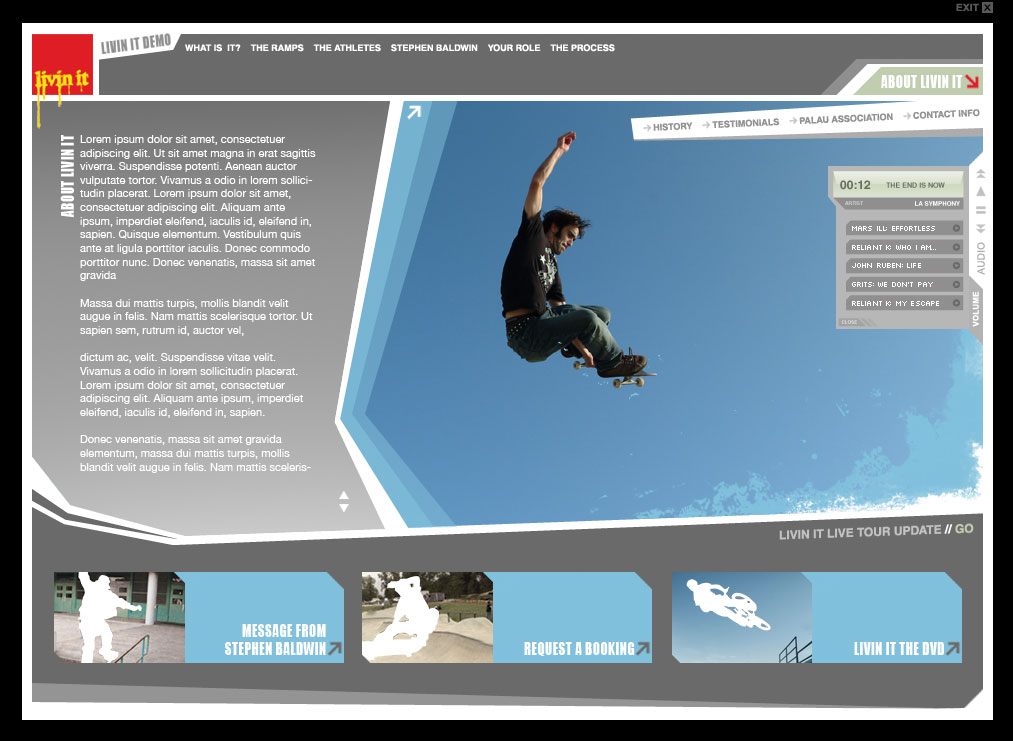 EXIT X
livin it
LIVIN IT DEMO
WHAT IS IT? THE RAMPS THE ATHLETES STEPHEN BALDWIN YOUR ROLE THE PROCESS
ABOUT LIVIN IT
HISTORY TESTIMONIALS PALAU ASSOCIATION CONTACT INFO
ABOUT LIVIN IT
Lorem ipsum dolor sit amet, consectetuer
adipiscing elit. Ut sit amet magna in erat sagittis
viverra. Suspendisse potenti. Aenean auctor
vulputate tortor. Vivamus a odio in lorem sollici-
tudin placerat. Lorem ipsum dolor sit amet,
consectetuer adipiscing elit. Aliquam ante
ipsum, imperdiet eleifend, iaculis id, eleifend in,
sapien. Quisque elementum. Vestibulum quis
ante at ligula porttitor iaculis. Donec commodo
porttitor nunc. Donec venenatis, massa sit amet
gravida
Massa dui mattis turpis, mollis blandit velit
augue in felis. Nam mattis scelerisque tortor. Ut
sapien sem, rutrum id, auctor vel,
dictum ac, velit. Suspendisse vitae velit.
Vivamus a odio in lorem sollicitudin placerat.
Lorem ipsum dolor sit amet, consectetuer
adipiscing elit. Aliquam ante ipsum, imperdiet
eleifend, iaculis id, eleifend in, sapien.
Donec venenatis, massa sit amet gravida
elementum, massa dui mattis turpis, mollis
blandit velit augue in felis. Nam mattis sceleris-
00:12 THE END IS NOW
ARTIST LA SYMPHONY
MARS ILL: EFFORTLESS
RELIANT K: WHO I AM...
JOHN RUBEN: LIFE
GRITS: WE DON'T PAY
RELIANT K: MY ESCAPE
CLOSE
AUDIO
VOLUME
LIVIN IT LIVE TOUR UPDATE // GO
MESSAGE FROM
STEPHEN BALDWIN
REQUEST A BOOKING
LIVIN IT THE DVD